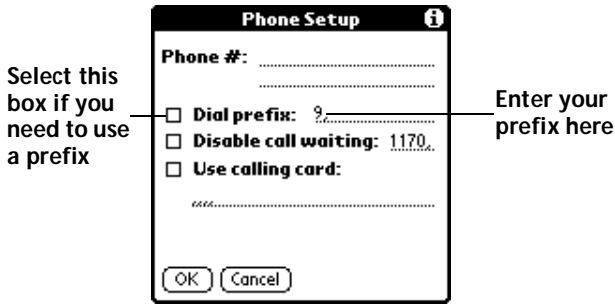 Phone Setup
Phone #:
Select this
box if you
need to use
a prefix
Dial prefix: 9,
Enter your
prefix here
Disable call waiting: 1170,
Use calling card:
,,,,
OK Cancel